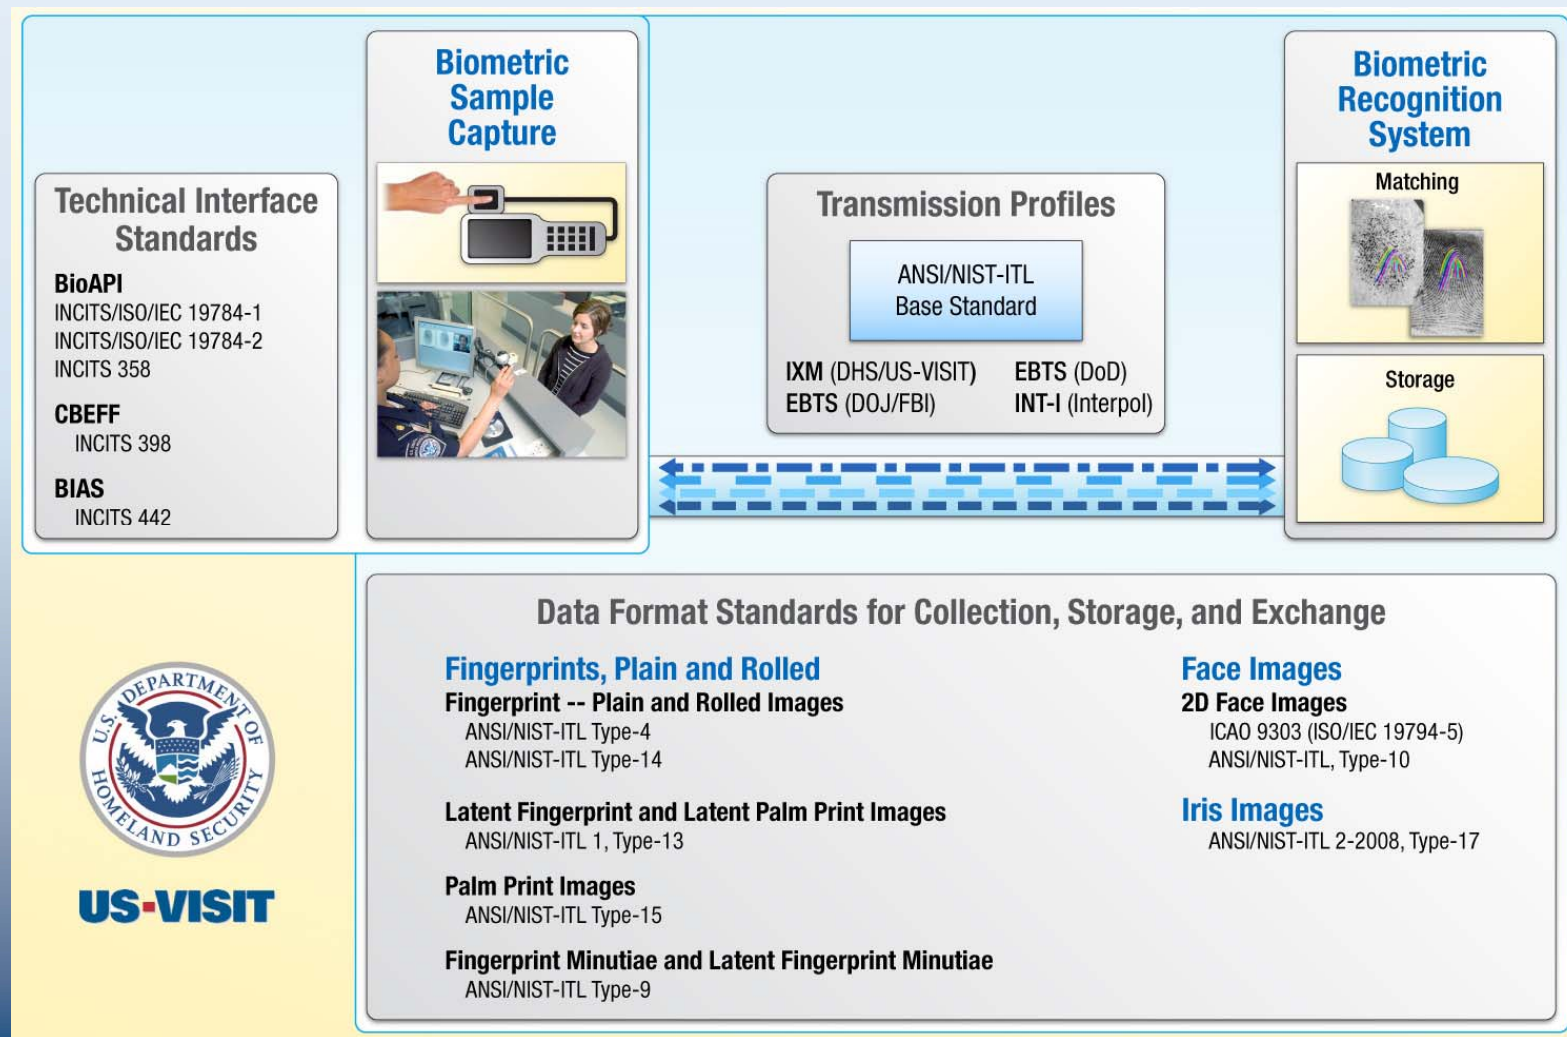 Technical Interface
Standards
BioAPI
INCITS/ISO/IEC 19784-1
INCITS/ISO/IEC 19784-2
INCITS 358
CBEFF
INCITS 398
BIAS
INCITS 442
Biometric
Sample
Capture
Transmission Profiles
ANSI/NIST-ITL
Base Standard
IXM (DHS/US-VISIT) EBTS (DoD)
EBTS (DOJ/FBI) INT-I (Interpol)
Biometric
Recognition
System
Matching
Storage
Data Format Standards for Collection, Storage, and Exchange
Fingerprints, Plain and Rolled
Fingerprint -- Plain and Rolled Images
ANSI/NIST-ITL Type-4
ANSI/NIST-ITL Type-14
Latent Fingerprint and Latent Palm Print Images
ANSI/NIST-ITL 1, Type-13
Palm Print Images
ANSI/NIST-ITL Type-15
Fingerprint Minutiae and Latent Fingerprint Minutiae
ANSI/NIST-ITL Type-9
Face Images
2D Face Images
ICAO 9303 (ISO/IEC 19794-5)
ANSI/NIST-ITL, Type-10
Iris Images
ANSI/NIST-ITL 2-2008, Type-17
U.S. DEPARTMENT OF
HOMELAND SECURITY
US-VISIT